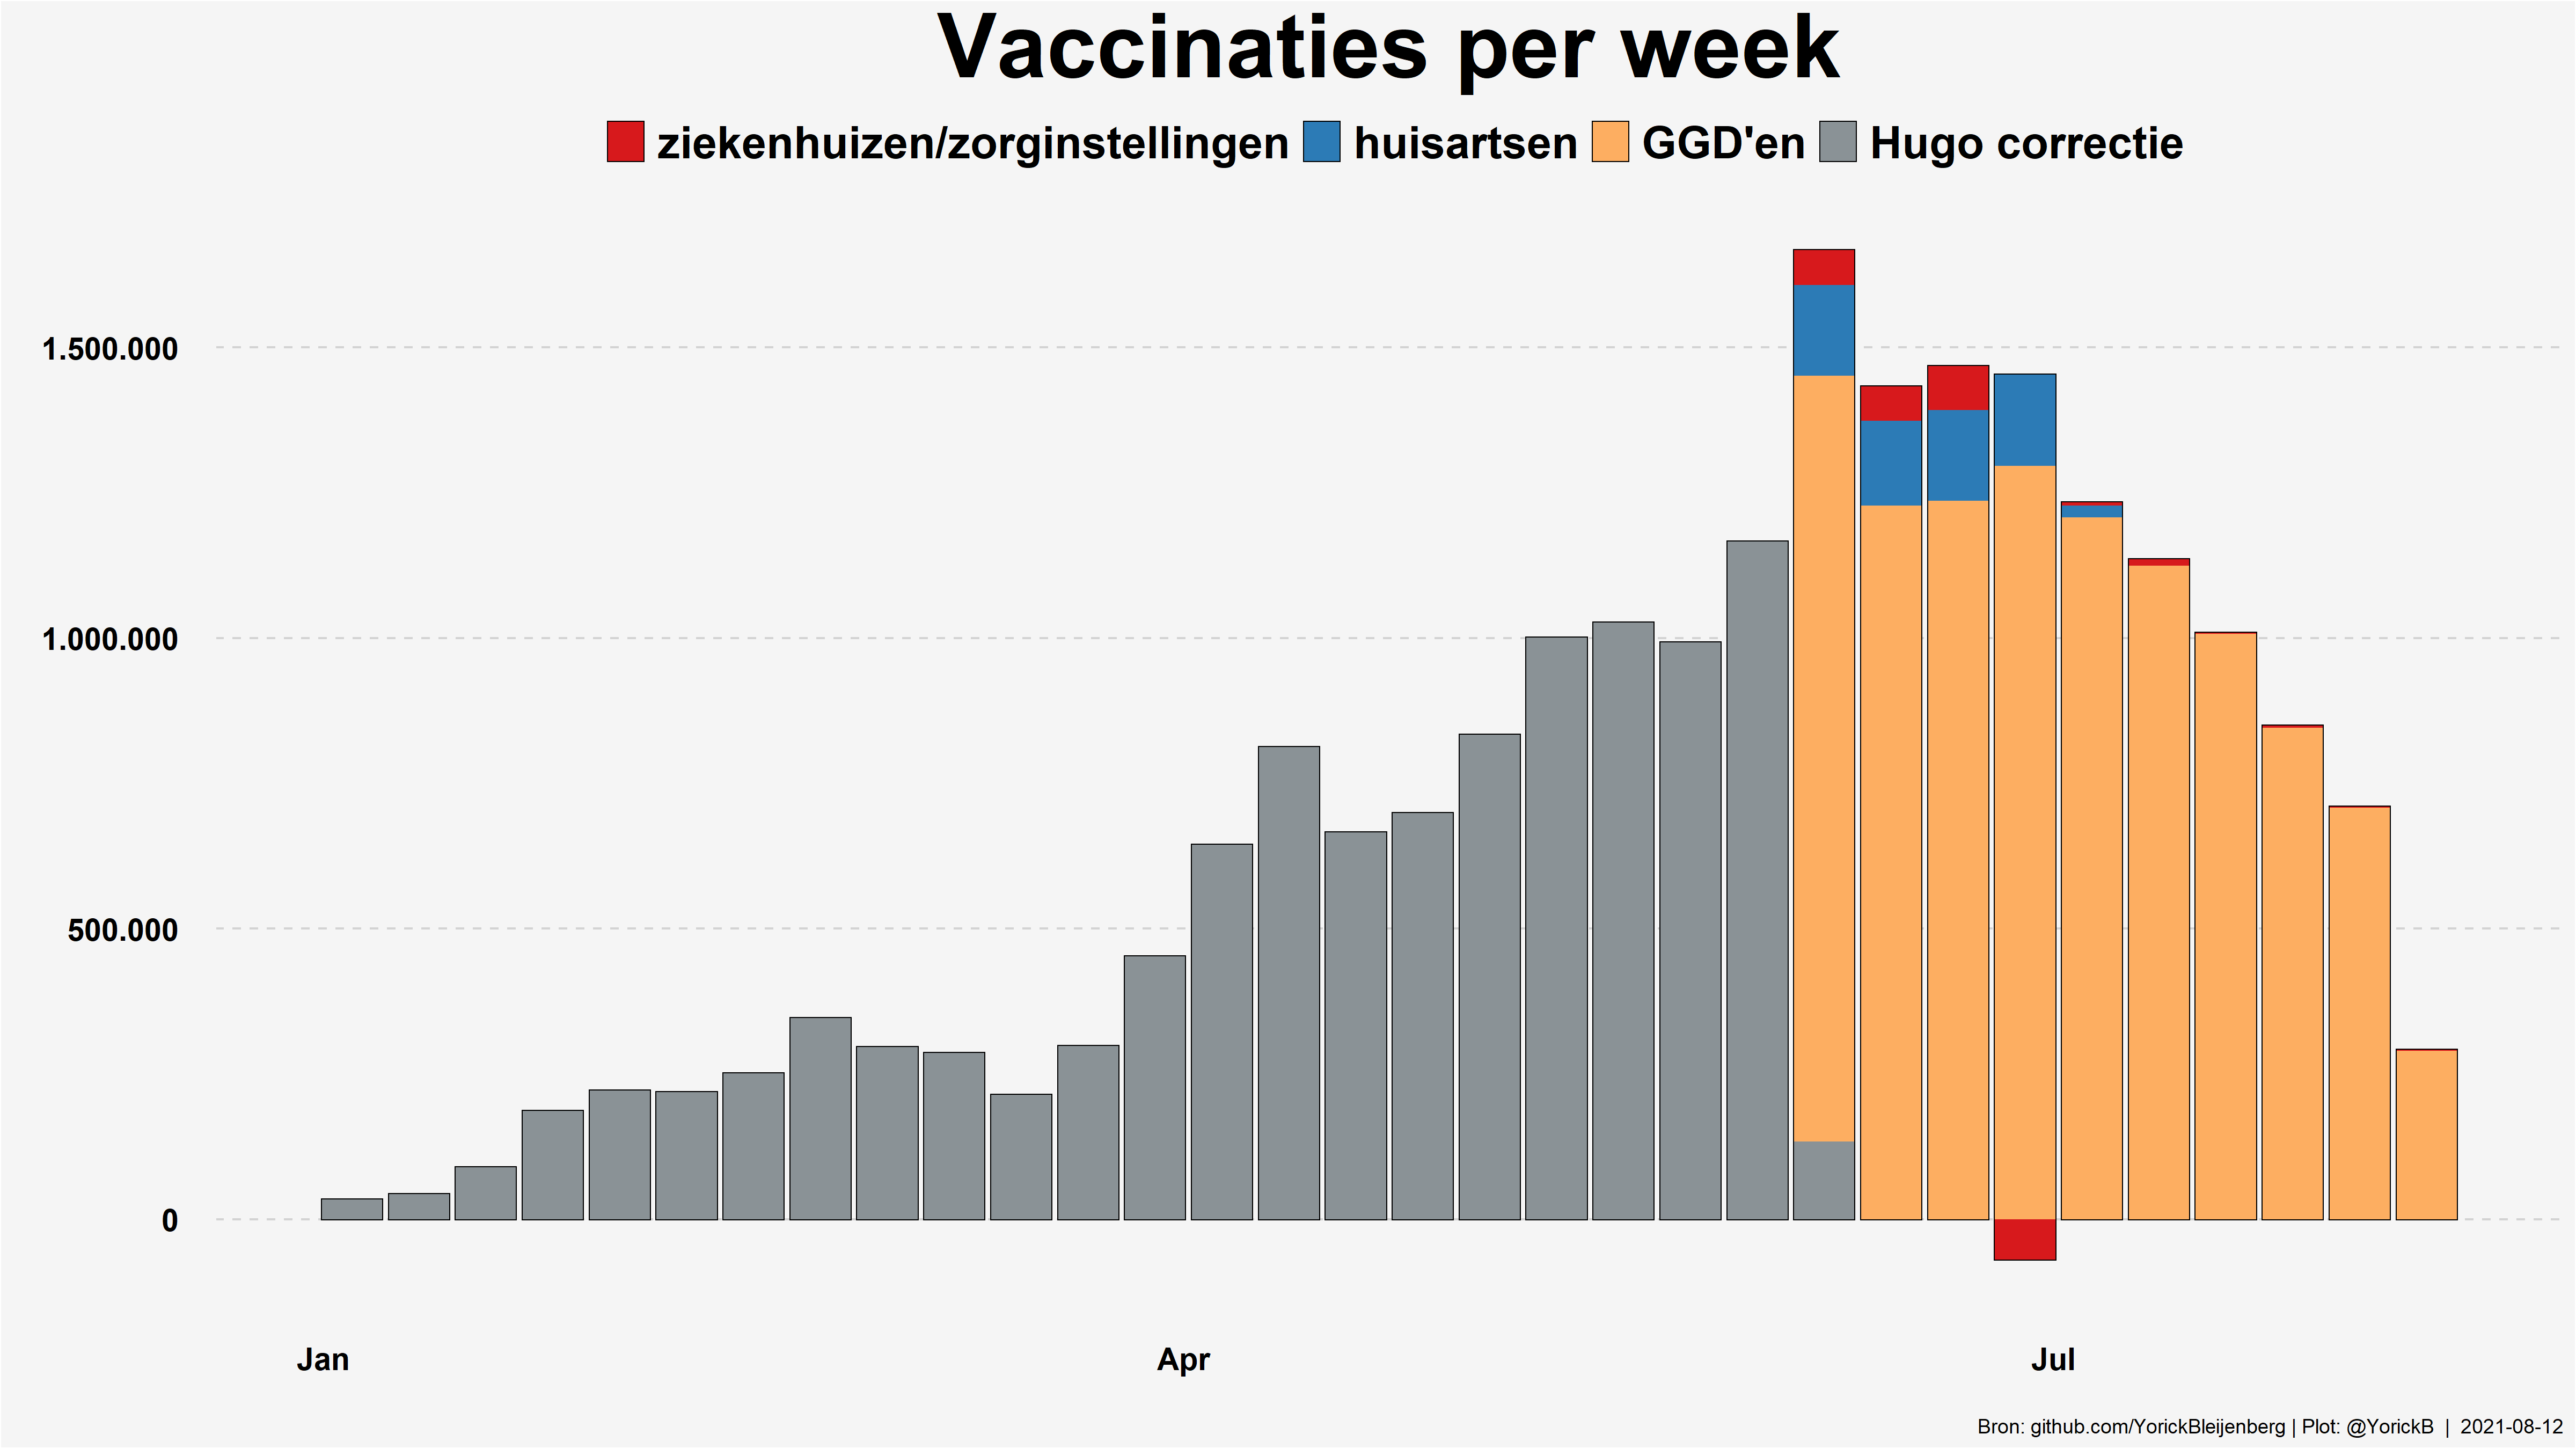 Vaccinaties per week
ziekenhuizen/zorginstellingen huisartsen GGD'en Hugo correctie
1.500.000
1.000.000
500.000
0
Jan Apr Jul
Bron: github.com/YorickBleijenberg | Plot: @YorickB | 2021-08-12